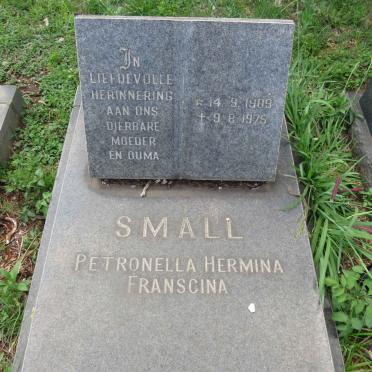 In
LIEFDEVOLLE
HERINNERING
AAN ONS
DIERBARE
MOEDER
EN OUMA
☆ 14.9.1909
✝ 9.8.1975
SMALL
PETRONELLA HERMINA
FRANSCINA